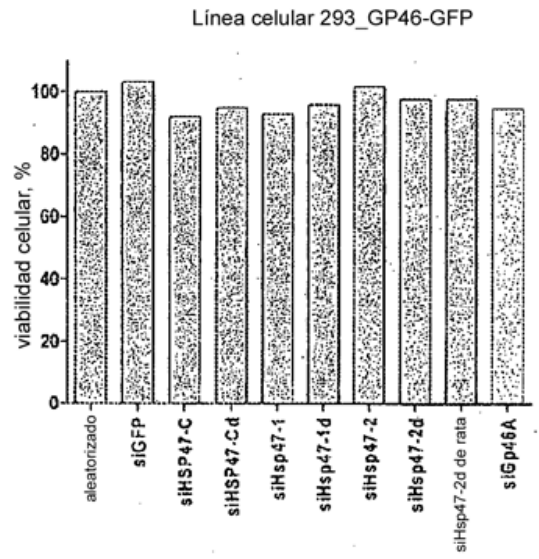 Línea celular 293_GP46-GFP
viabilidad celular, %
100
80
60
40
20
0
aleatorizado
siGFP
siHSP47-C
siHSP47-Cd
siHsp47-1
siHsp47-1d
siHsp47-2
siHsp47-2d
siHsp47-2d de rata
siGp46A